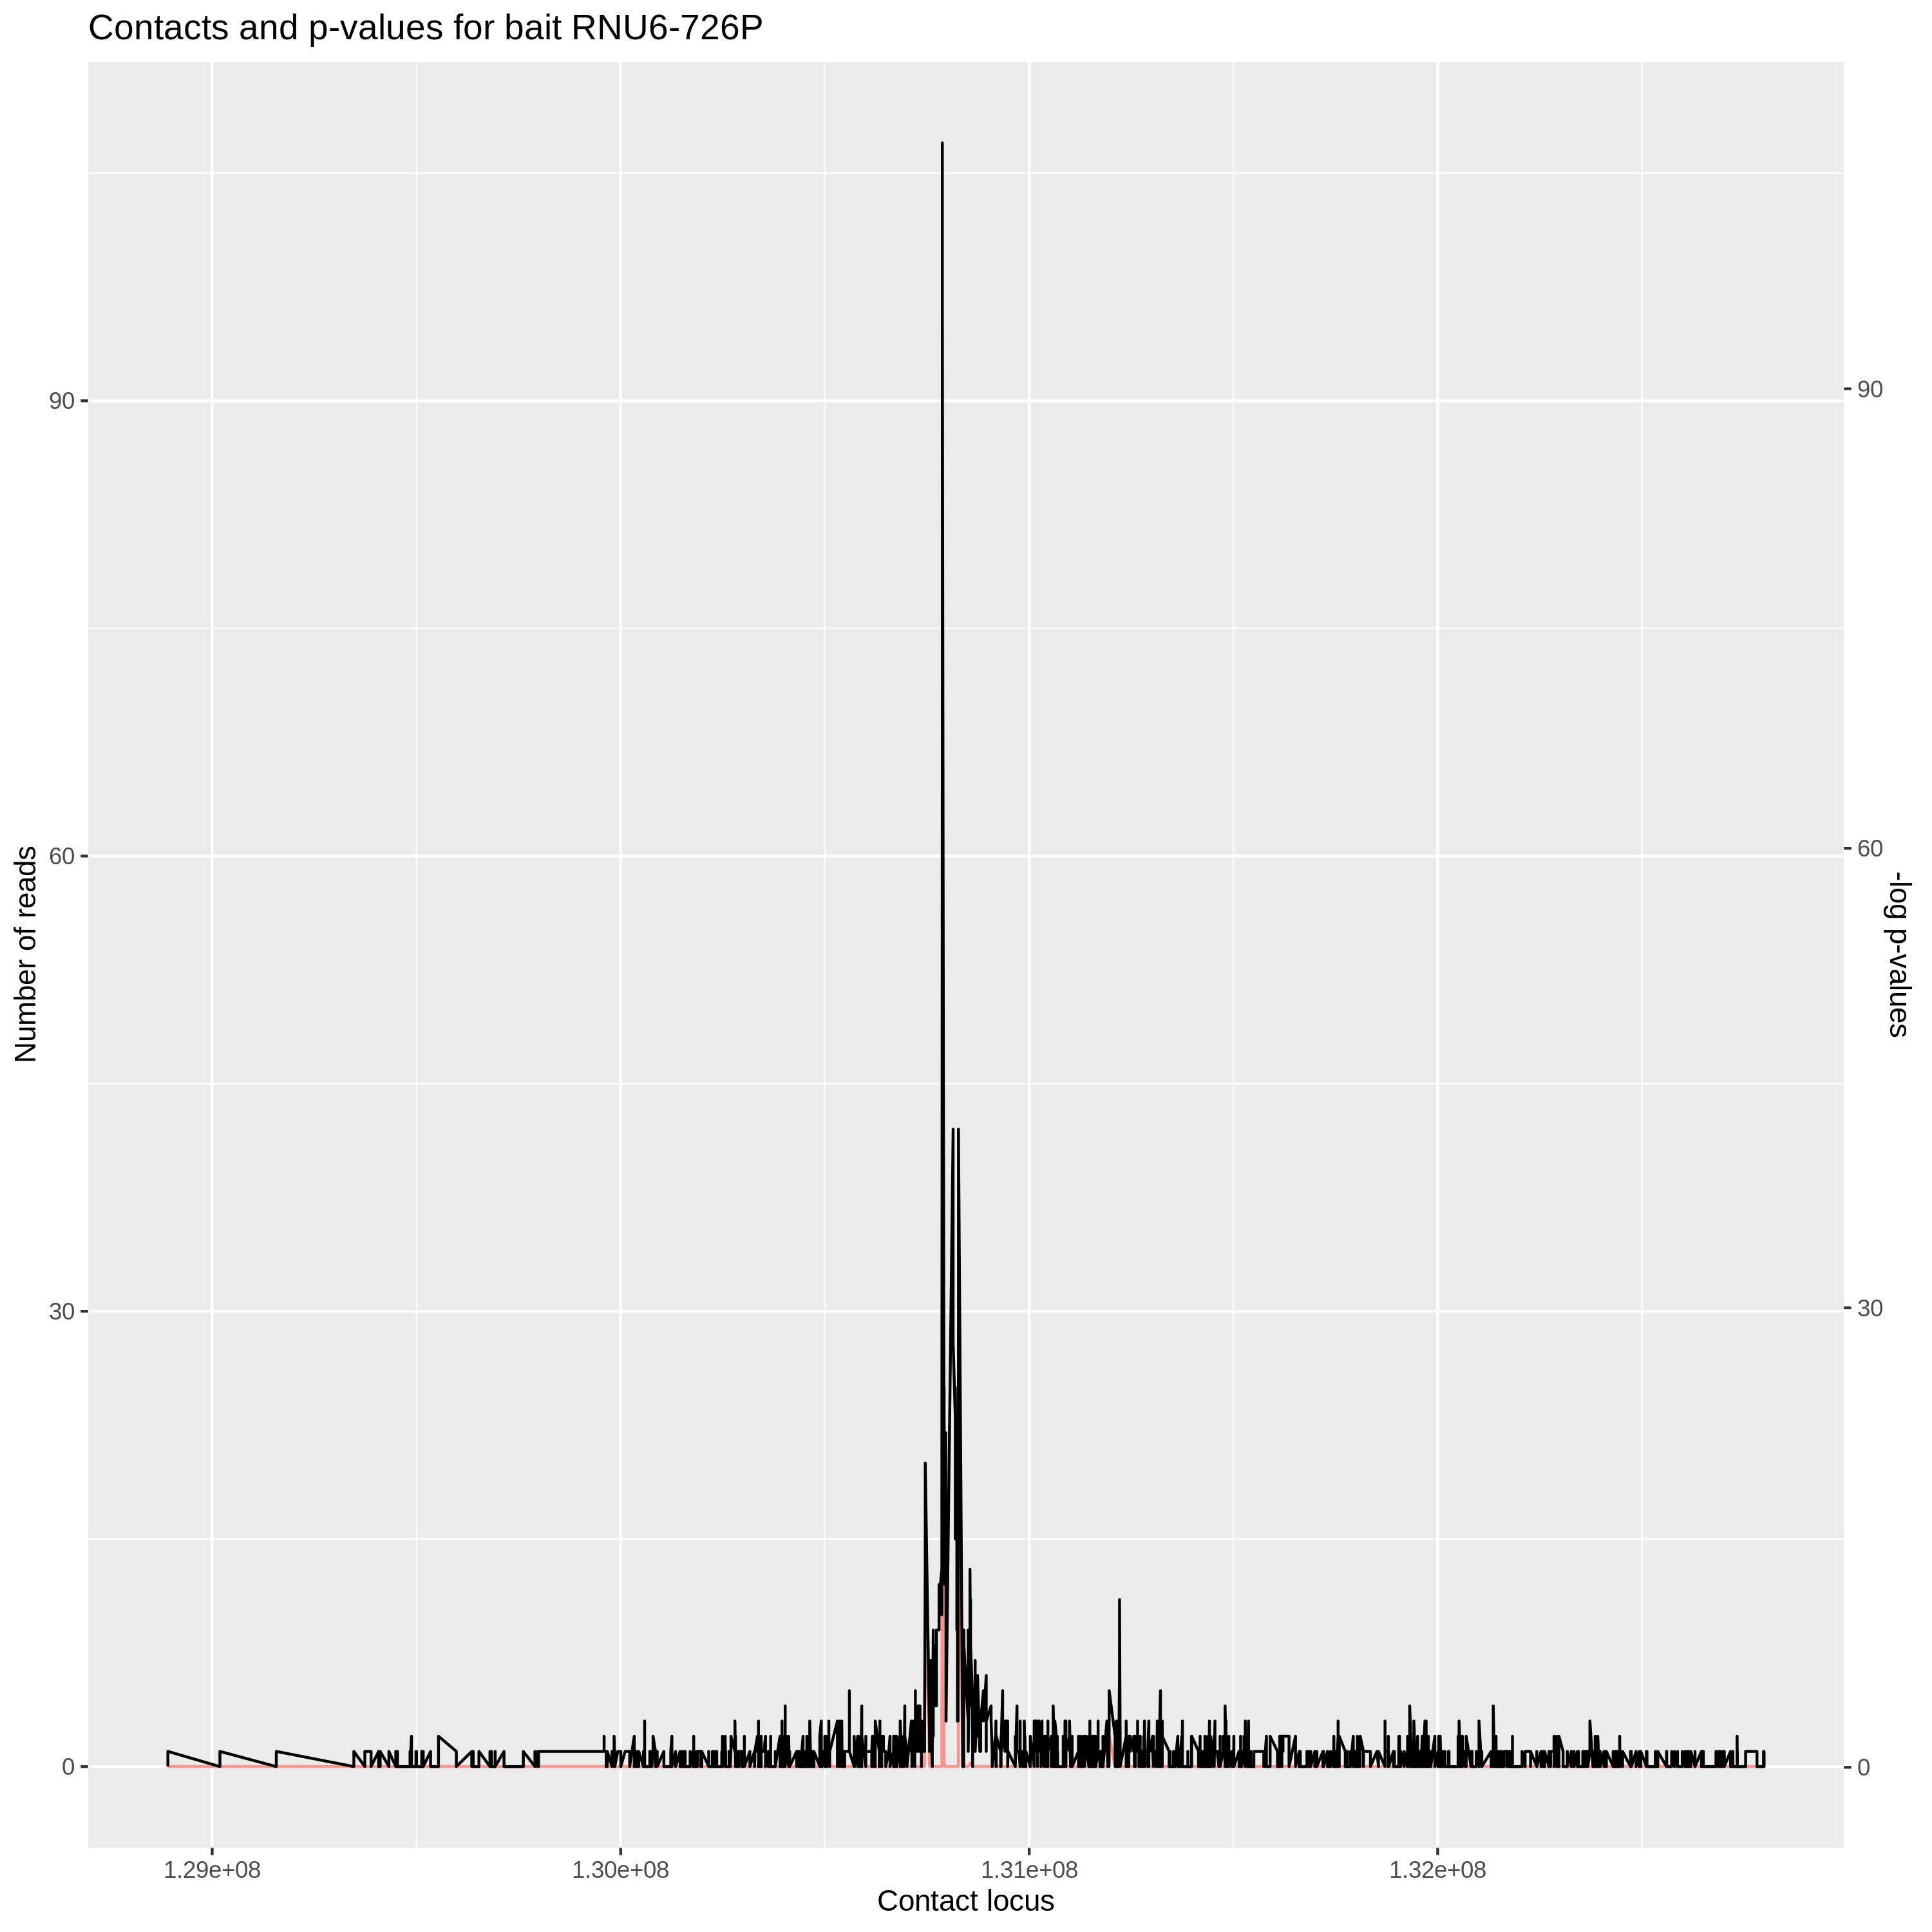 Contacts and p-values for bait RNU6-726P
Number of reads
90
60
30
0
90
60
30
0
-log p-values
1.29e+08
1.30e+08
1.31e+08
1.32e+08
Contact locus